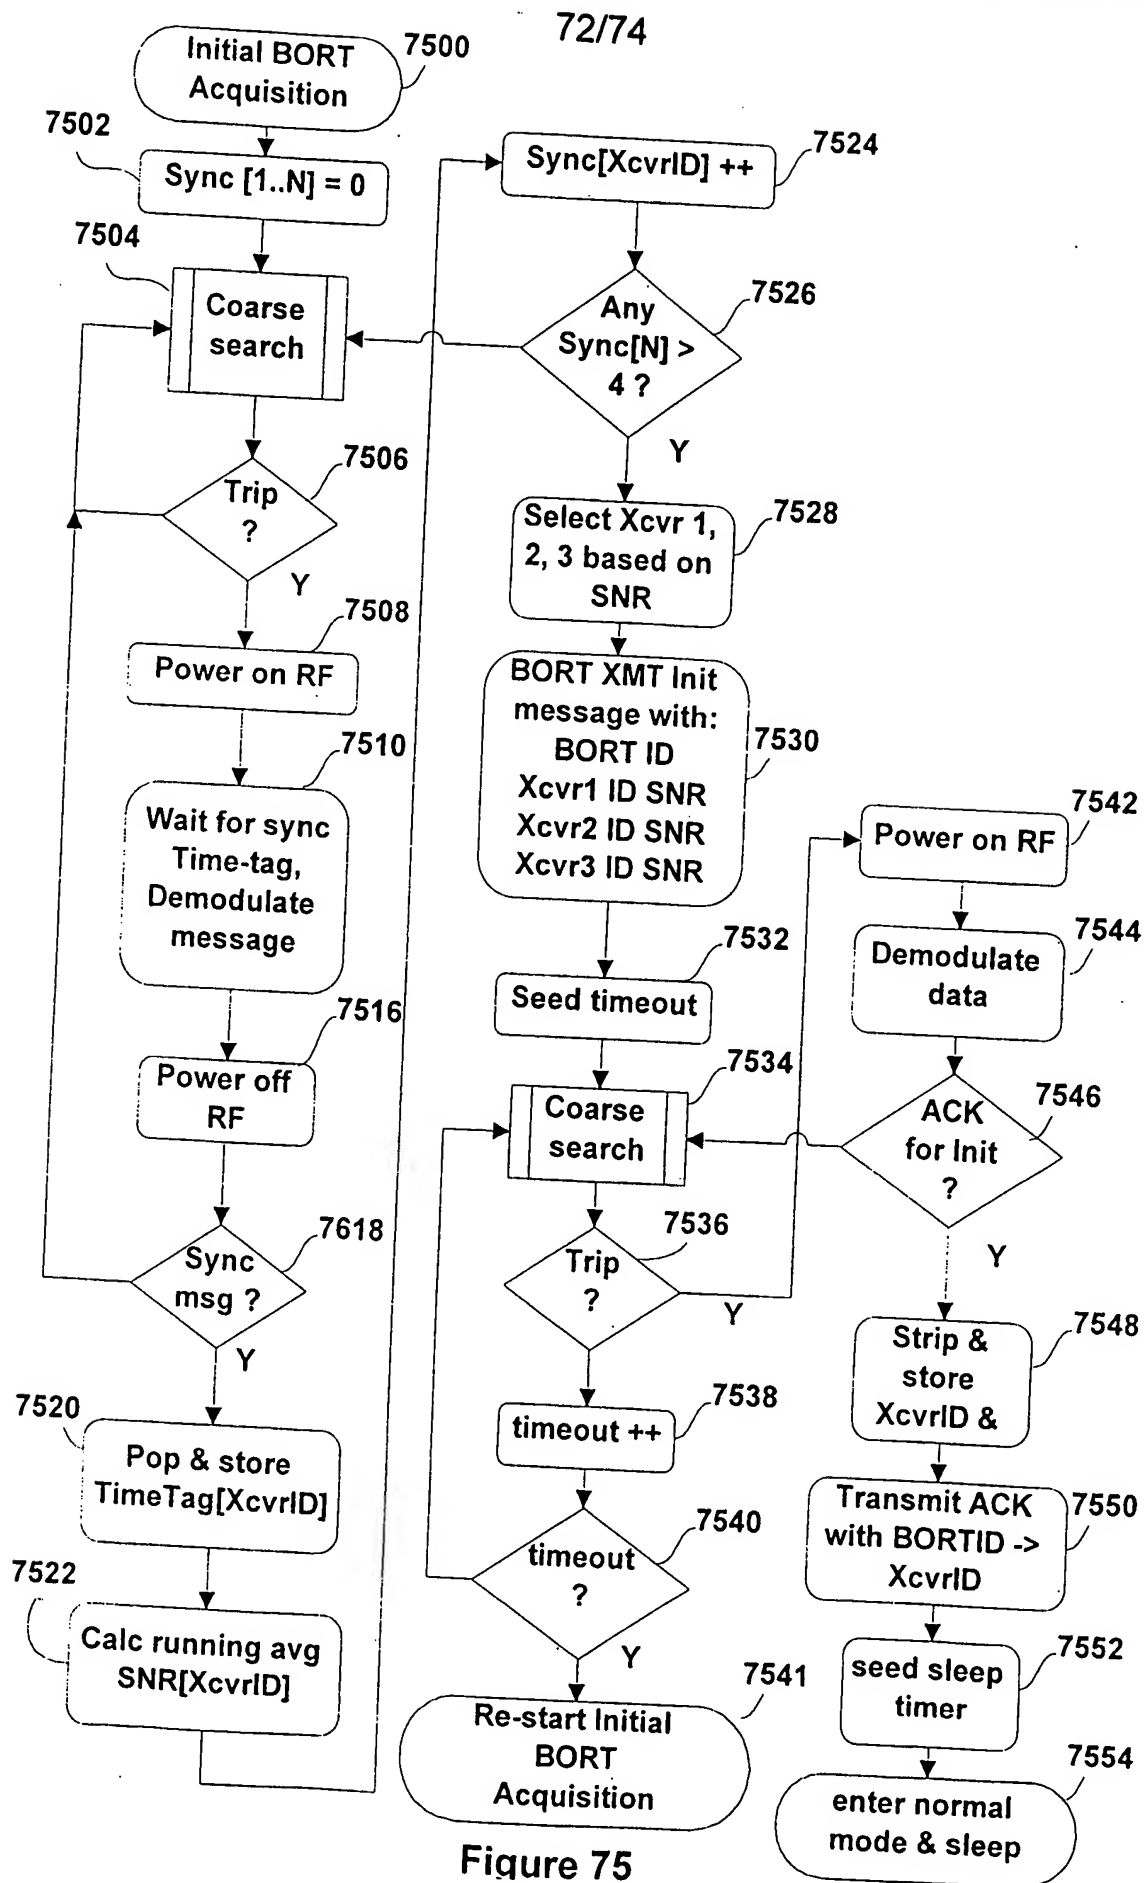 72/74
Initial BORT
Acquisition
7500
7502
Sync [1..N] = 0
7504
Coarse
search
Trip
?
7506
Y
7508
Power on RF
7510
Wait for sync
Time-tag,
Demodulate
message
7516
Power off
RF
7618
Sync
msg ?
Y
7520
Pop & store
TimeTag[XcvrID]
7522
Calc running avg
SNR[XcvrID]
Sync[XcvrID] ++
7524
Any
Sync[N] >
4 ?
7526
Y
Select Xcvr 1,
2, 3 based on
SNR
7528
BORT XMT Init
message with:
BORT ID
Xcvr1 ID SNR
Xcvr2 ID SNR
Xcvr3 ID SNR
7530
7532
Seed timeout
7534
Coarse
search
7536
Trip
?
Y
7538
timeout ++
7540
timeout
?
Y
7541
Re-start Initial
BORT
Acquisition
7542
Power on RF
7544
Demodulate
data
7546
ACK
for Init
?
Y
7548
Strip &
store
XcvrID &
Transmit ACK
with BORTID ->
XcvrID
7550
seed sleep
timer
7552
7554
enter normal
mode & sleep
Figure 75